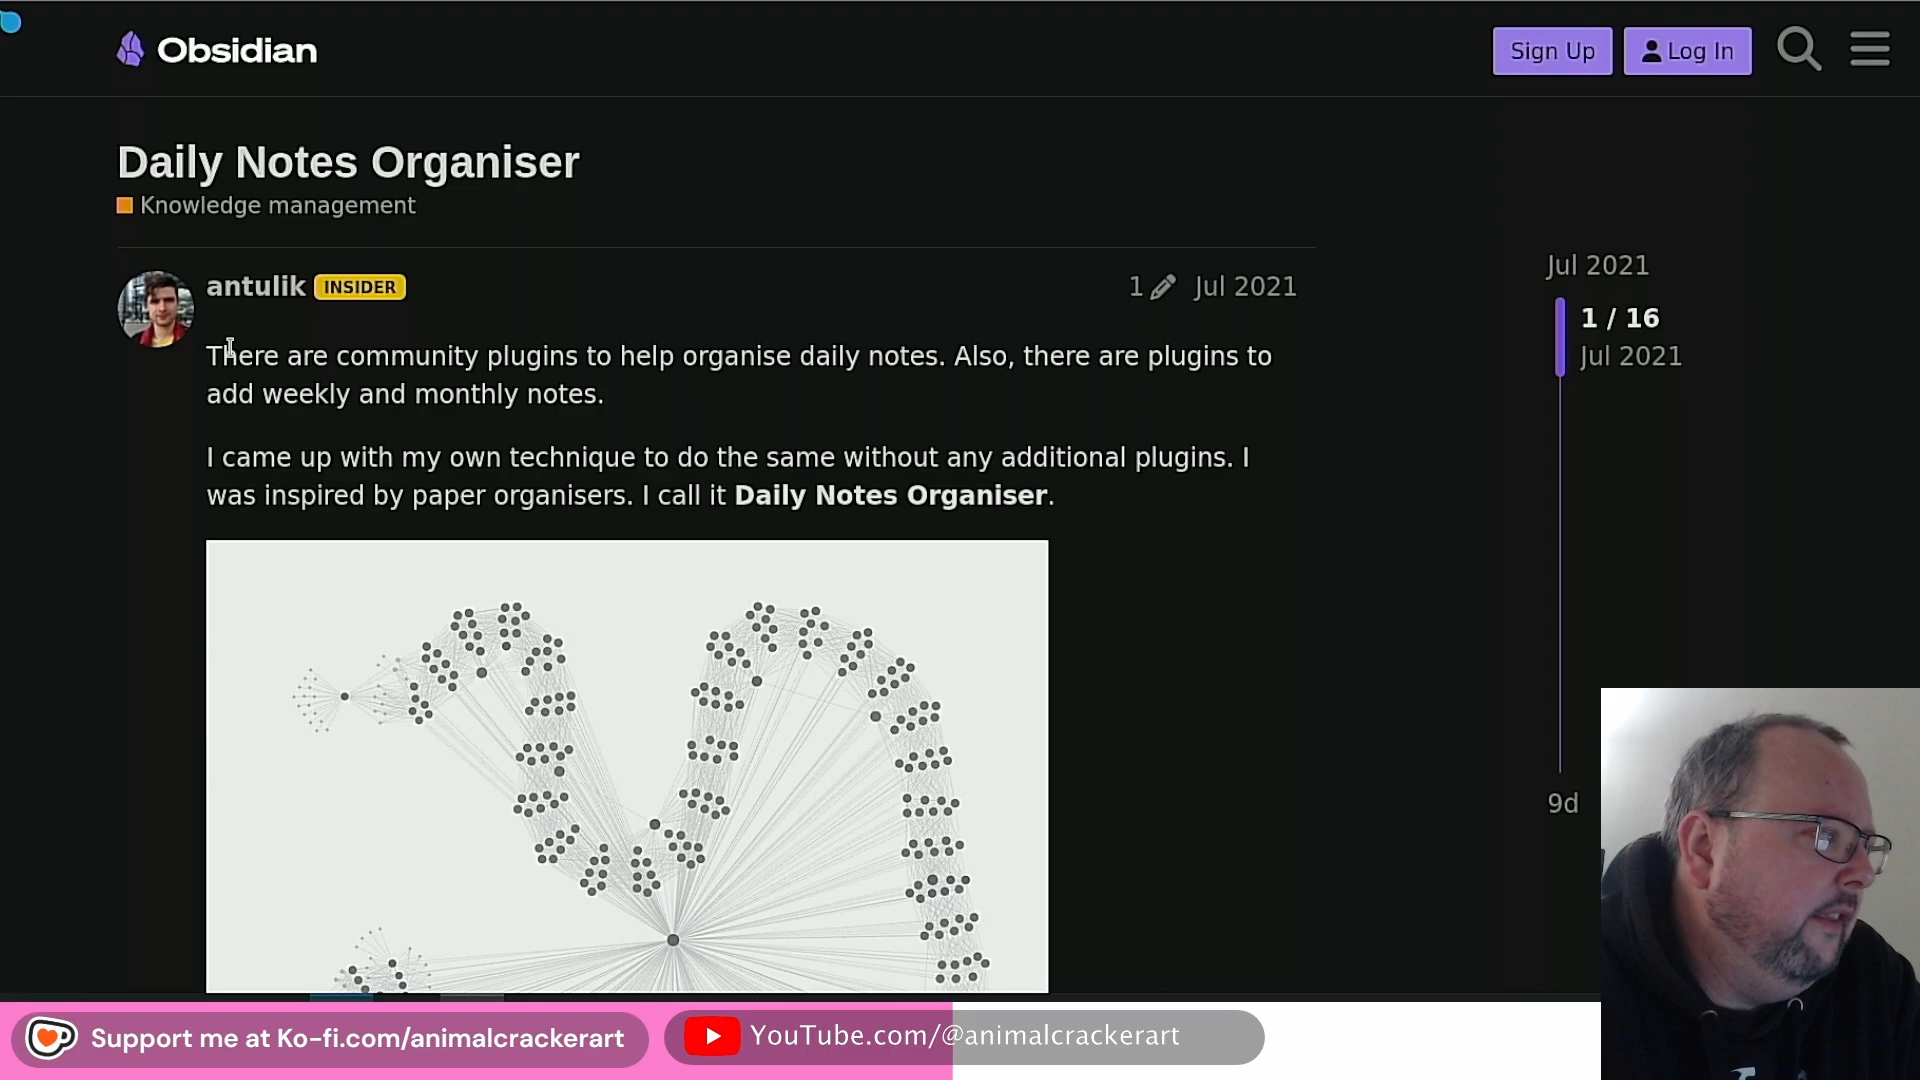 Obsidian
Sign Up
Log In
Daily Notes Organiser
Knowledge management
antulik INSIDER
1 Jul 2021
There are community plugins to help organise daily notes. Also, there are plugins to
add weekly and monthly notes.
I came up with my own technique to do the same without any additional plugins. I
was inspired by paper organisers. I call it Daily Notes Organiser.
Jul 2021
1 / 16
Jul 2021
9d
Support me at Ko-fi.com/animalcrackerart
YouTube.com/@animalcrackerart